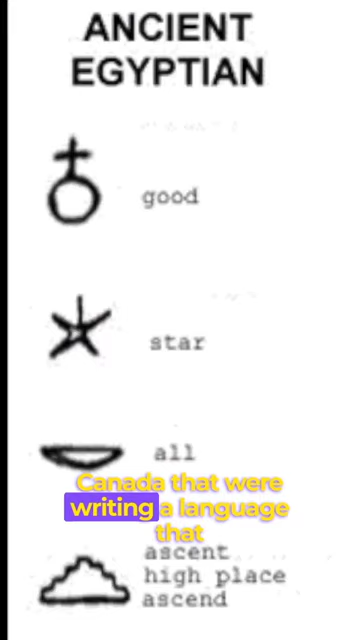 ANCIENT
EGYPTIAN
good
star
all
Canada that were
writing a language
that
ascent
high place
ascend